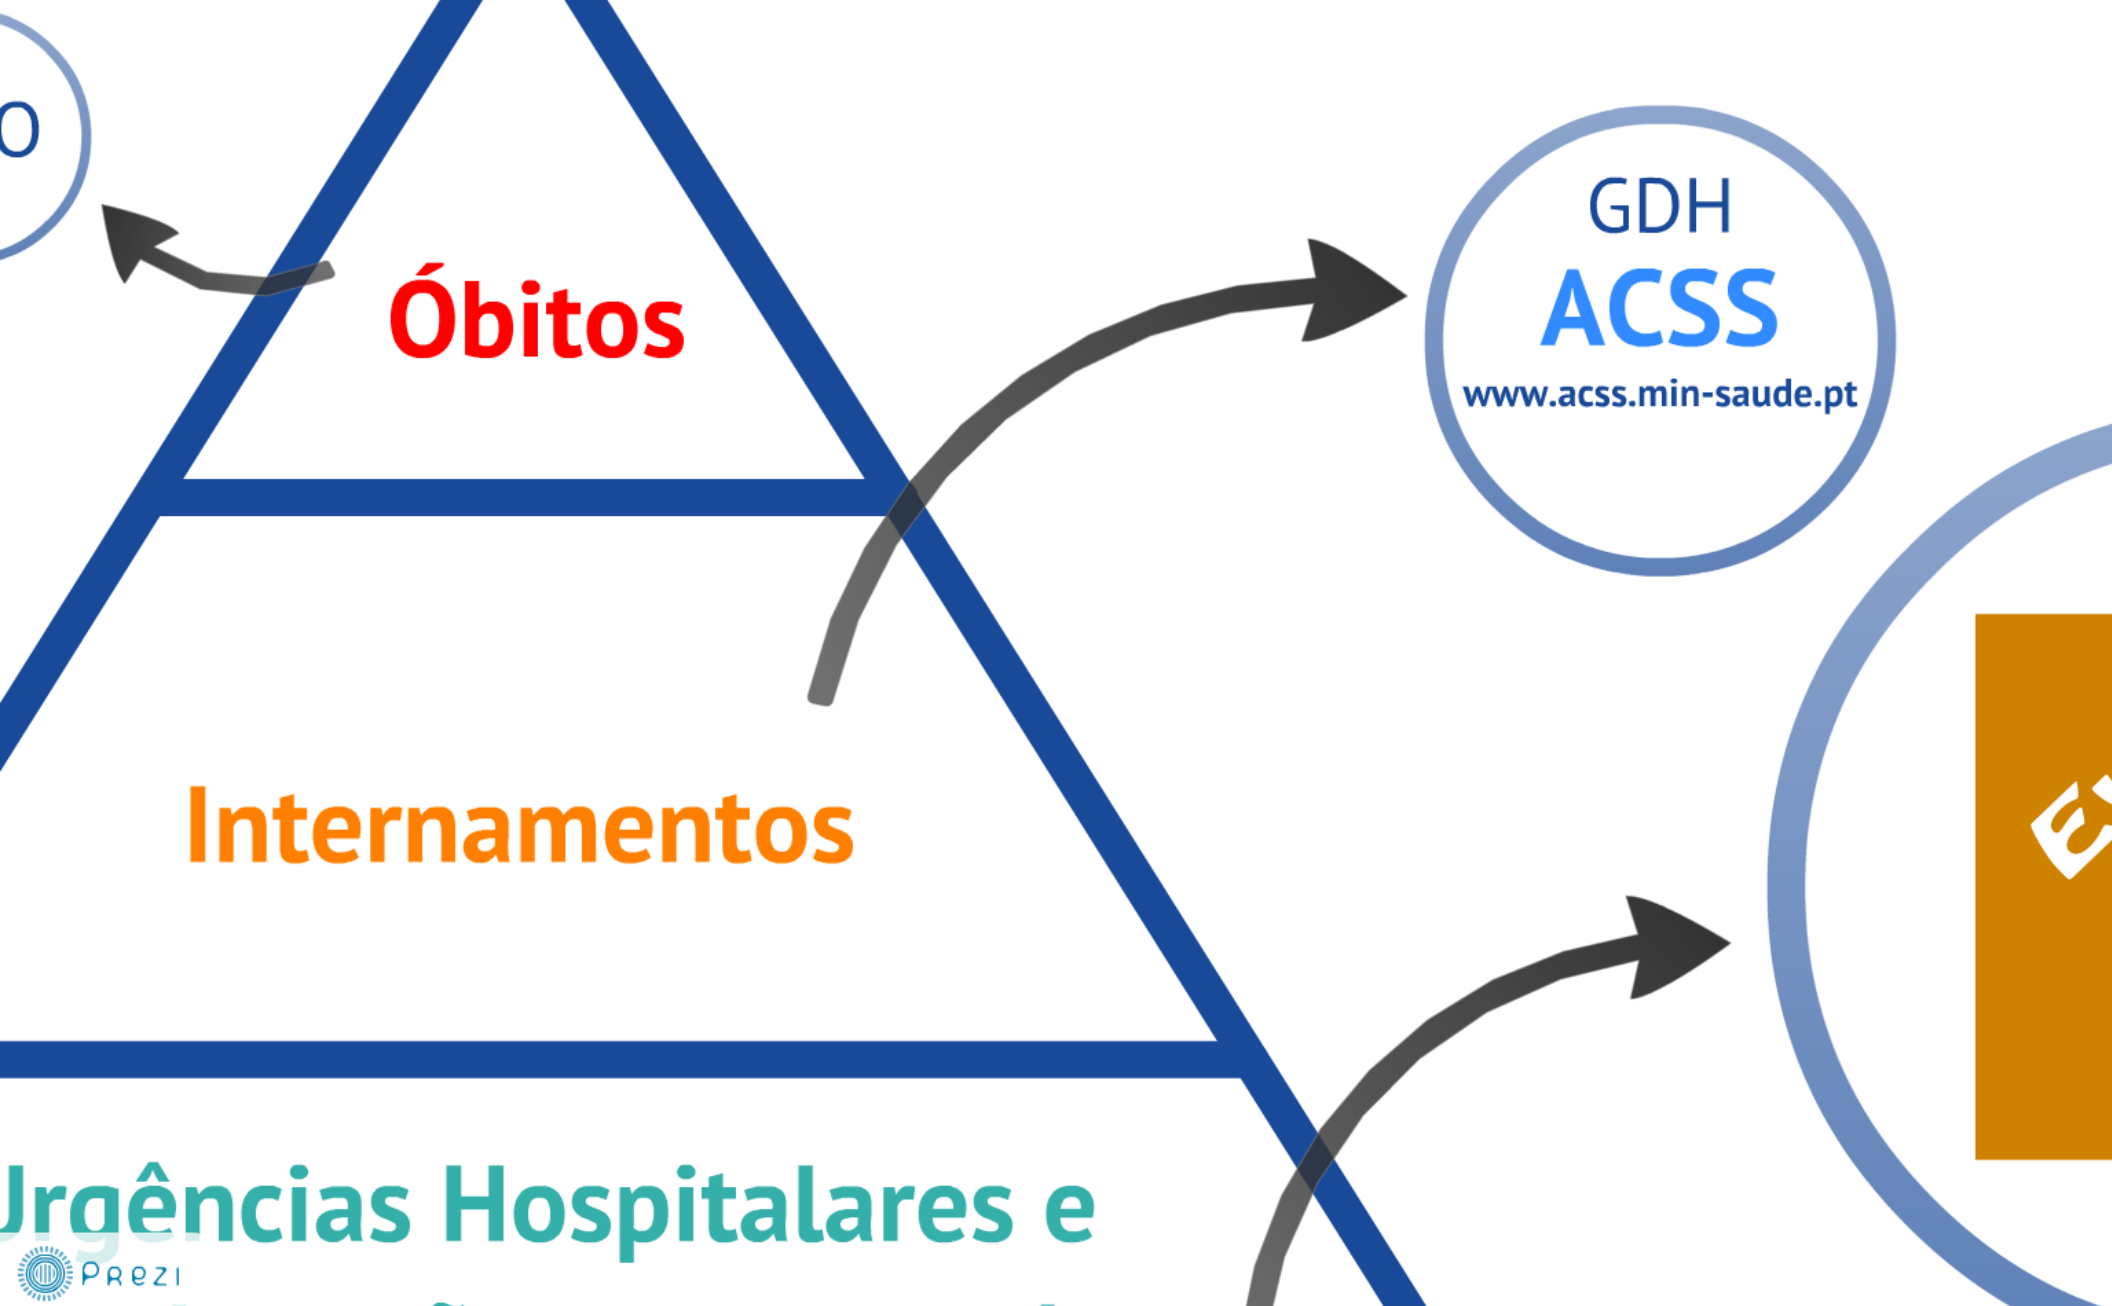 Óbitos
GDH
ACSS
www.acss.min-saude.pt
Internamentos
Urgências Hospitalares e
Prezi